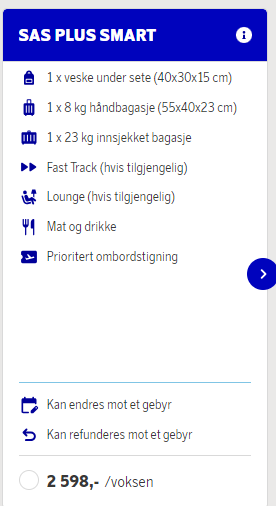 SAS PLUS SMART
1 x veske under sete (40x30x15 cm)
1 x 8 kg håndbagasje (55x40x23 cm)
1 x 23 kg innsjekket bagasje
Fast Track (hvis tilgjengelig)
Lounge (hvis tilgjengelig)
Mat og drikke
Prioritert ombordstigning
Kan endres mot et gebyr
Kan refunderes mot et gebyr
2 598,- /voksen